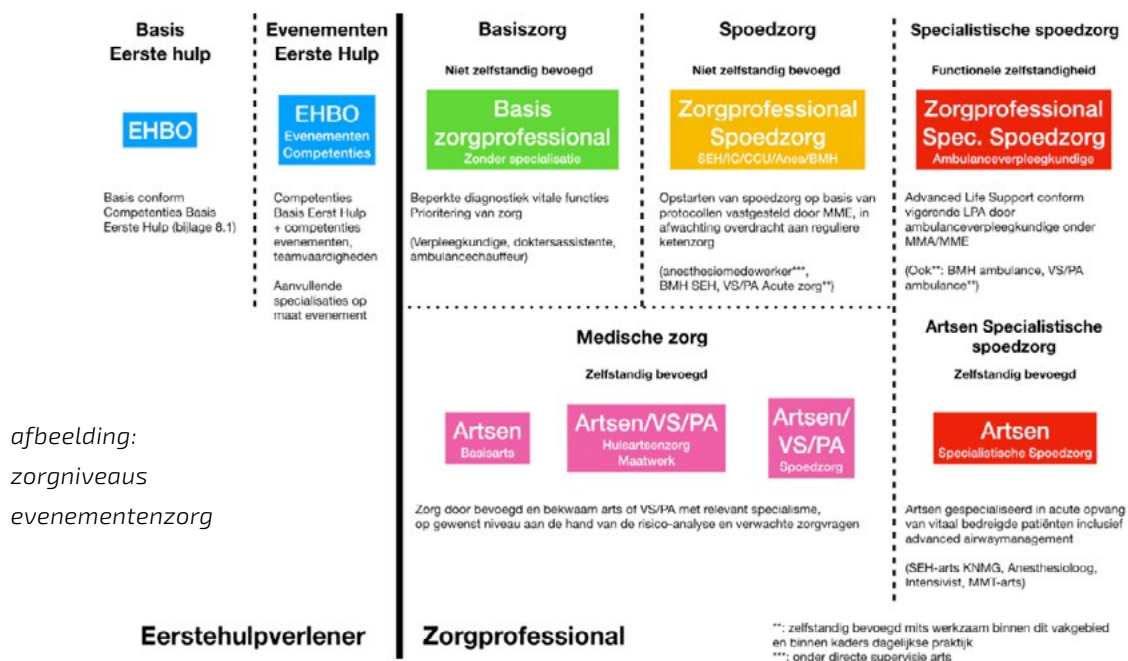 Basis
Eerste hulp
EHBO
Basis conform
Competenties Basis
Eerste Hulp (bijlage 8.1)
Evenementen
Eerste Hulp
EHBO
Evenementen
Competenties
Competenties
Basis Eerst Hulp
+ competenties
evenementen,
teamvaardigheden
Aanvullende
specialisaties op
maat evenement
Basiszorg
Niet zelfstandig bevoegd
Basis
zorgprofessional
Zonder specialisatie
Beperkte diagnostiek vitale functies
Prioritering van zorg
(Verpleegkundige, doktersassistente,
ambulancechauffeur)
Spoedzorg
Niet zelfstandig bevoegd
Zorgprofessional
Spoedzorg
SEH/IC/CCU/Anes/BMH
Opstarten van spoedzorg op basis van
protocollen vastgesteld door MME, in
afwachting overdracht aan reguliere
ketenzorg
(anesthesiemedewerker***,
BMH SEH, VS/PA Acute zorg**)
Specialistische spoedzorg
Functionele zelfstandigheid
Zorgprofessional
Spec. Spoedzorg
Ambulanceverpleegkundige
Advanced Life Support conform
vigerende LPA door
ambulanceverpleegkundige onder
MMA/MME
(Ook**: BMH ambulance, VS/PA
ambulance**)
Medische zorg
Zelfstandig bevoegd
Artsen
Basisarts
Artsen/VS/PA
Huisartsenzorg
Maatwerk
Artsen/
VS/PA
Spoedzorg
Zorg door bevoegd en bekwaam arts of VS/PA met relevant specialisme,
op gewenst niveau aan de hand van de risico-analyse en verwachte zorgvragen
Artsen Specialistische
spoedzorg
Zelfstandig bevoegd
Artsen
Specialistische Spoedzorg
Artsen gespecialiseerd in acute opvang
van vitaal bedreigde patiënten inclusief
advanced airwaymanagement
(SEH-arts KNMG, Anesthesioloog,
Intensivist, MMT-arts)
afbeelding:
zorgniveaus
evenementenzorg
Eerstehulpverlener
Zorgprofessional
**: zelfstandig bevoegd mits werkzaam binnen dit vakgebied
en binnen kaders dagelijkse praktijk
***: onder directe supervisie arts